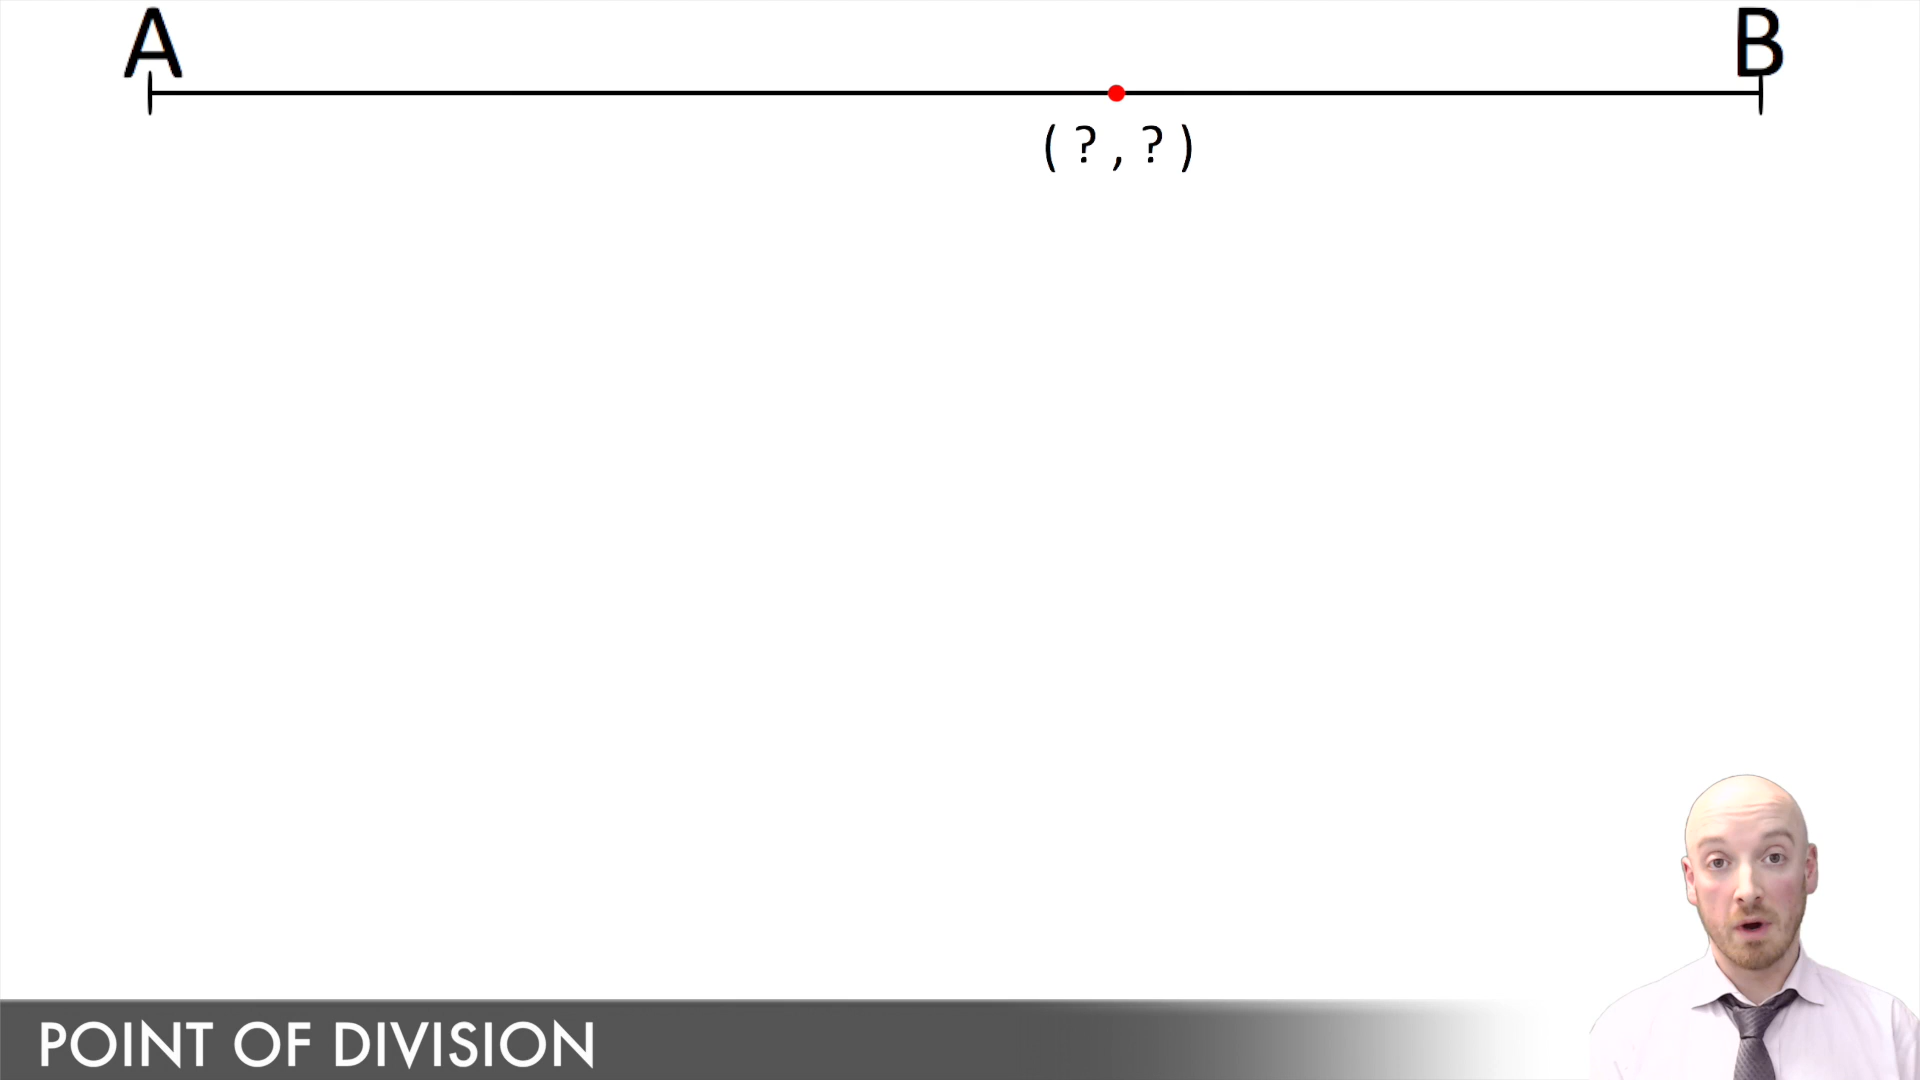 A B
( ? , ? )
POINT OF DIVISION